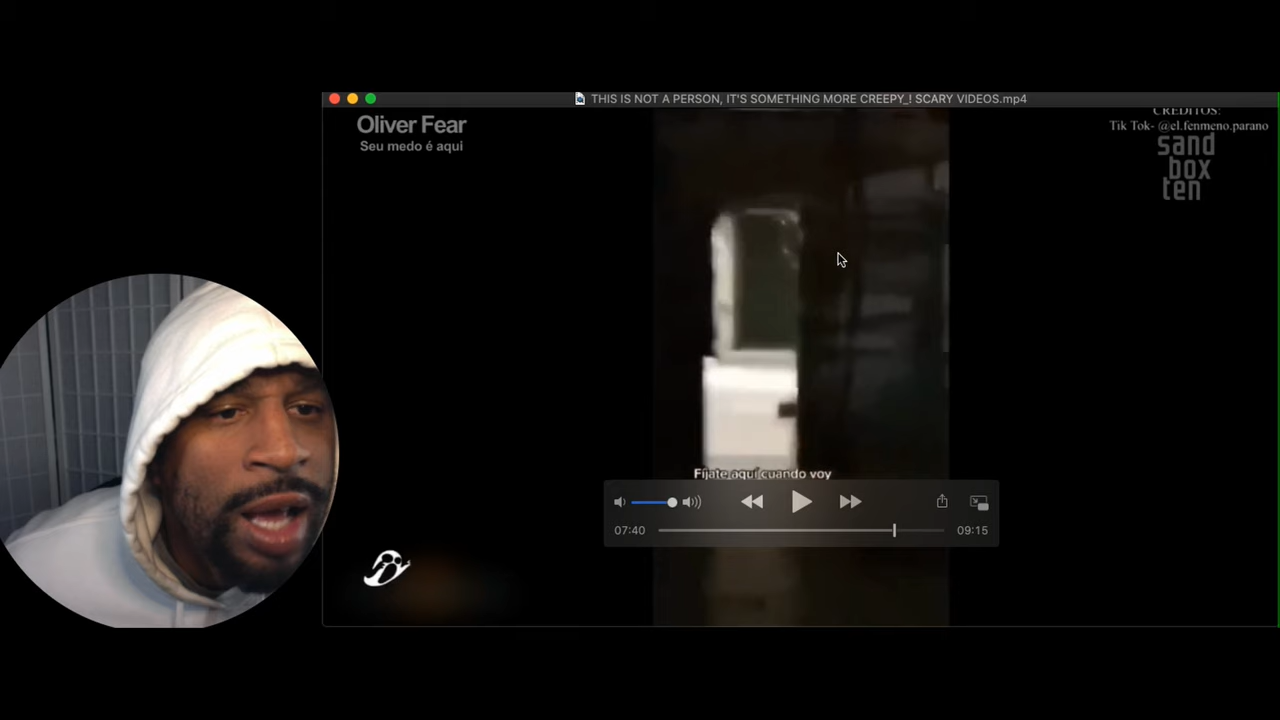 THIS IS NOT A PERSON, IT'S SOMETHING MORE CREEPY_! SCARY VIDEOS.mp4
Oliver Fear
Seu medo é aqui
CREDITOS:
Tik Tok- @el.fenmeno.parano
sand
box
ten
Fíjate aquí cuando voy
07:40
09:15